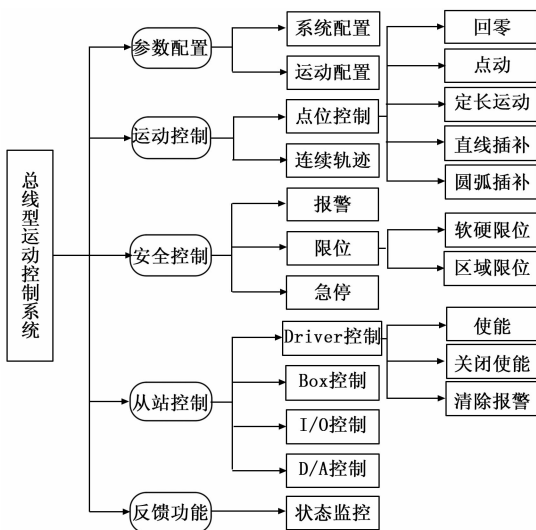 总线型运动控制系统
参数配置
系统配置
运动配置
运动控制
点位控制
回零
点动
定长运动
直线插补
圆弧插补
连续轨迹
安全控制
报警
限位
软硬限位
区域限位
急停
从站控制
Driver控制
使能
关闭使能
清除报警
Box控制
I/O控制
D/A控制
反馈功能
状态监控